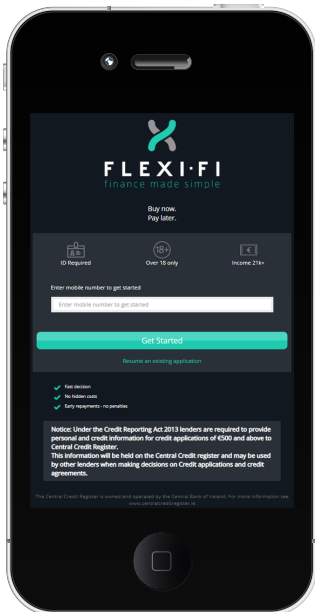 FLEXI·FI
finance made simple
Buy now.
Pay later.
ID Required
18+
Over 18 only
€
Income 21k+
Enter mobile number to get started
Enter mobile number to get started
Get Started
Resume an existing application
Fast decision
No hidden costs
Early repayments - no penalties
Notice: Under the Credit Reporting Act 2013 lenders are required to provide
personal and credit information for credit applications of €500 and above to
Central Credit Register.
This information will be held on the Central Credit register and may be used
by other lenders when making decisions on Credit applications and credit
agreements.
The Central Credit Register is owned and operated by the Central Bank of Ireland. For more information see
www.centralcreditregister.ie